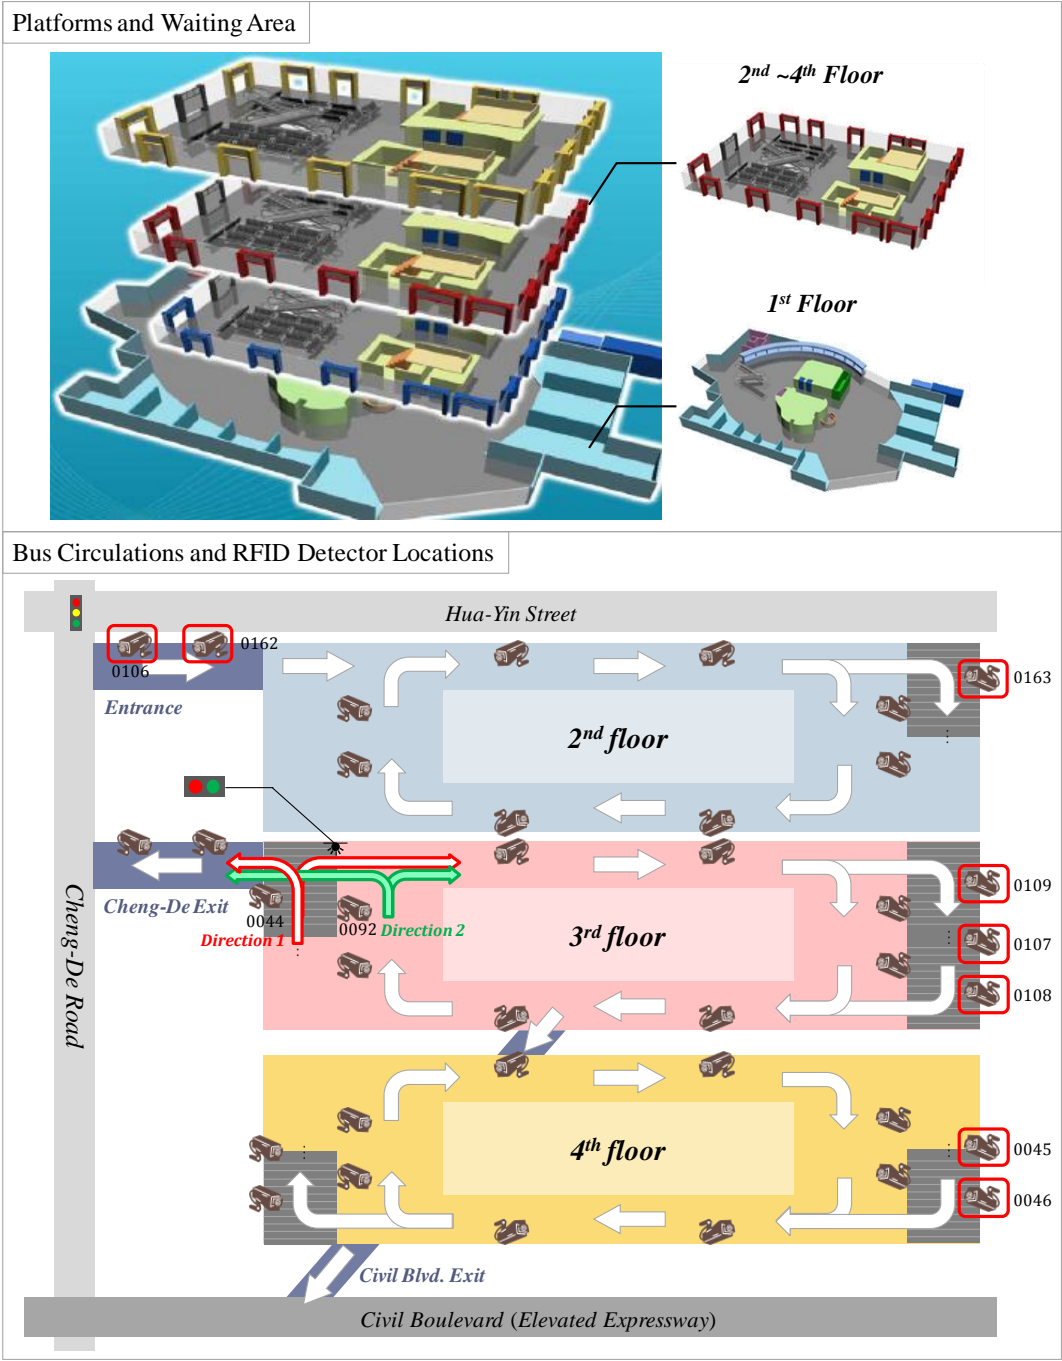 Platforms and Waiting Area
2nd ~4th Floor
1st Floor
Bus Circulations and RFID Detector Locations
Hua-Yin Street
0162
0106
0163
Entrance
2nd floor
Cheng-De Road
Cheng-De Exit
0044
0092
Direction 1
Direction 2
3rd floor
0109
0107
0108
4th floor
0045
0046
Civil Blvd. Exit
Civil Boulevard (Elevated Expressway)